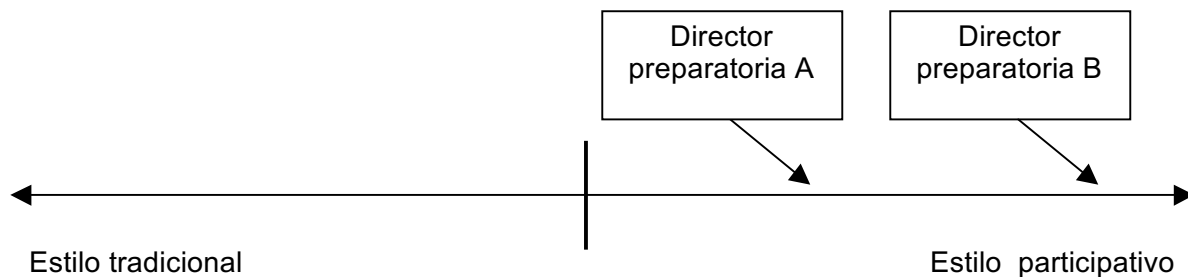 Director
preparatoria A
Director
preparatoria B
Estilo tradicional
Estilo participativo